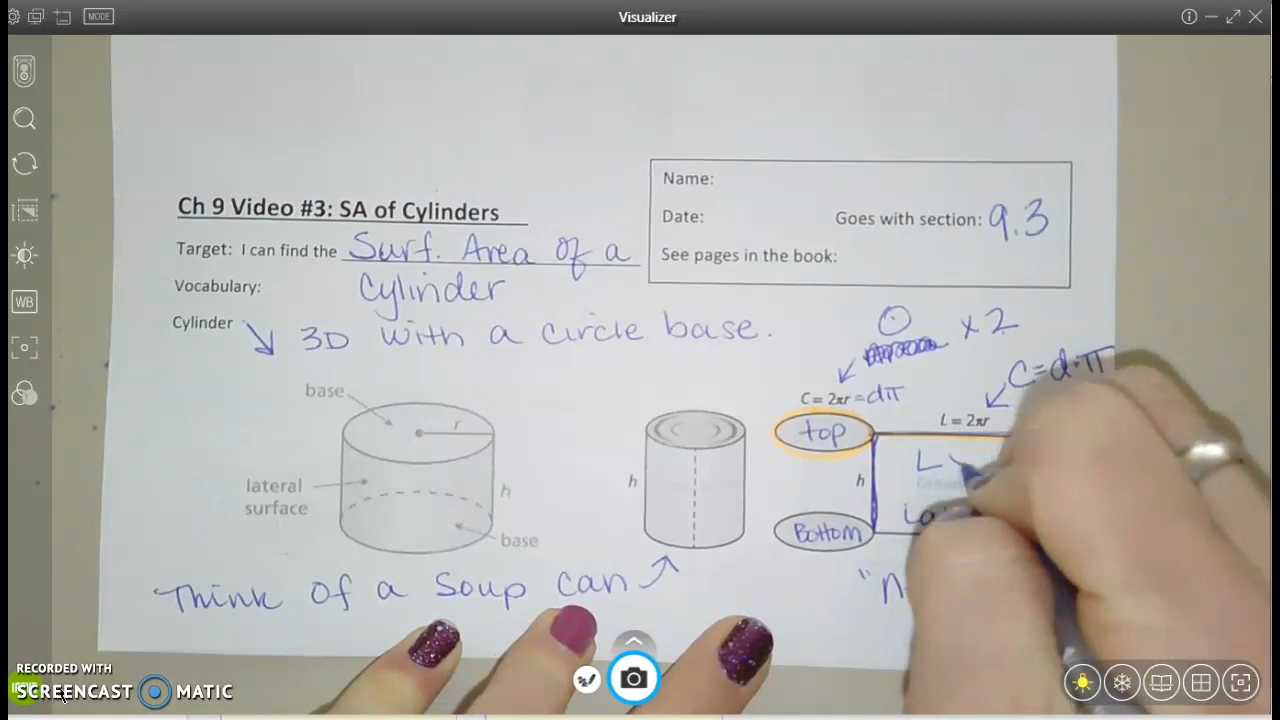 MODE
Visualizer
Name:
Ch 9 Video #3: SA of Cylinders
Date:
Goes with section: 9.3
Target: I can find the Surf. Area of a
See pages in the book:
Vocabulary:
Cylinder
Cylinder
3D with a circle base.
x 2
WB
base
C = 2πr = dπ
C = d·π
L = 2πr
r
top
L
h
h
h
lateral
surface
Bottom
base
Think of a Soup can
RECORDED WITH
SCREENCAST MATIC